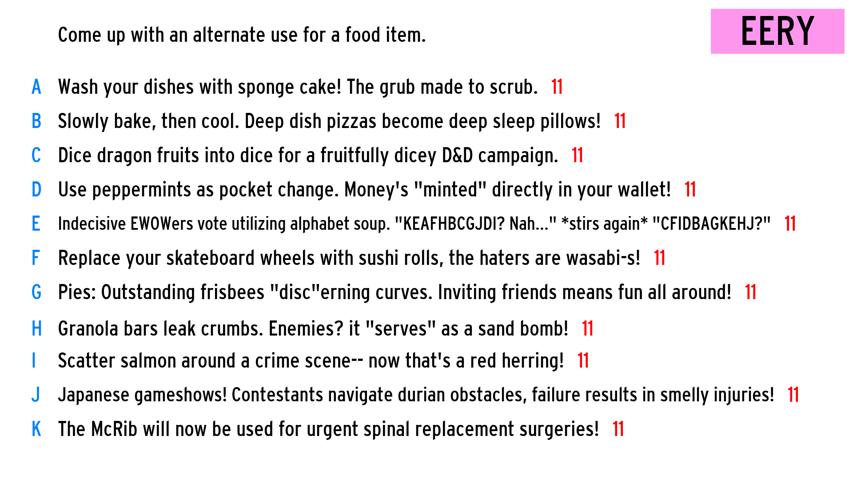 Come up with an alternate use for a food item.
EERY
A Wash your dishes with sponge cake! The grub made to scrub. 11
B Slowly bake, then cool. Deep dish pizzas become deep sleep pillows! 11
C Dice dragon fruits into dice for a fruitfully dicey D&D campaign. 11
D Use peppermints as pocket change. Money's "minted" directly in your wallet! 11
E Indecisive EWOWers vote utilizing alphabet soup. "KEAFHBCGJDI? Nah..." *stirs again* "CFIDBAGKEHJ?" 11
F Replace your skateboard wheels with sushi rolls, the haters are wasabi-s! 11
G Pies: Outstanding frisbees "disc"erning curves. Inviting friends means fun all around! 11
H Granola bars leak crumbs. Enemies? it "serves" as a sand bomb! 11
I Scatter salmon around a crime scene-- now that's a red herring! 11
J Japanese gameshows! Contestants navigate durian obstacles, failure results in smelly injuries! 11
K The McRib will now be used for urgent spinal replacement surgeries! 11